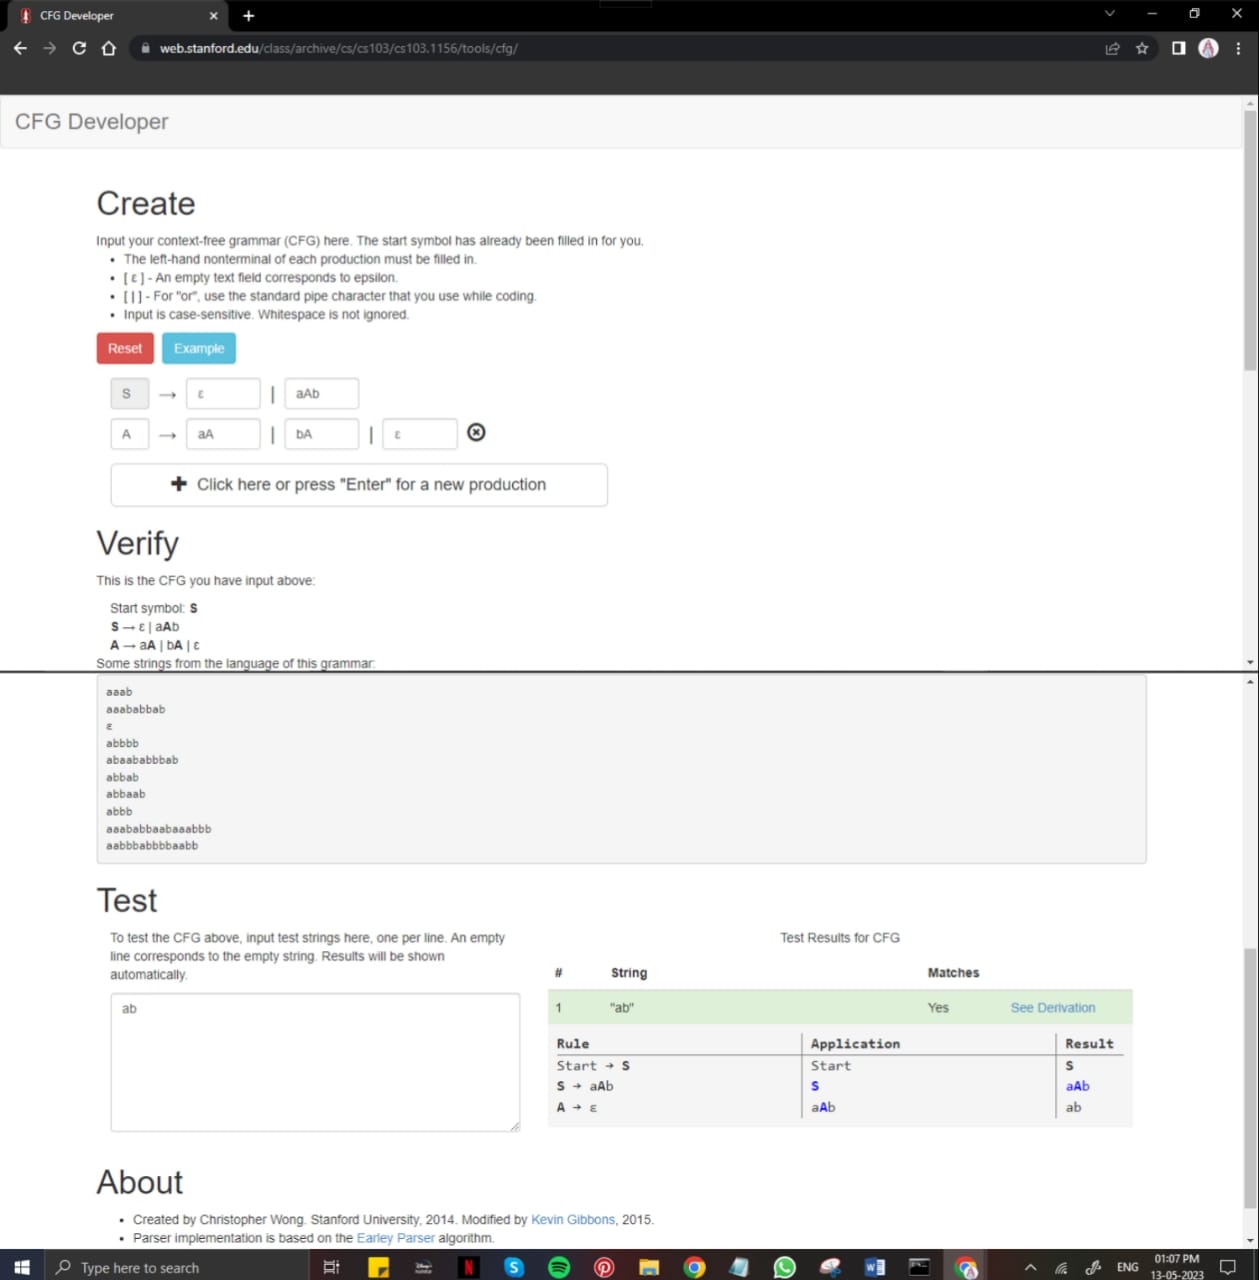 CFG Developer
web.stanford.edu/class/archive/cs/cs103/cs103.1156/tools/cfg/
CFG Developer
Create
Input your context-free grammar (CFG) here. The start symbol has already been filled in for you.
• The left-hand nonterminal of each production must be filled in.
• [ ε ] - An empty text field corresponds to epsilon.
• [ | ] - For "or", use the standard pipe character that you use while coding.
• Input is case-sensitive. Whitespace is not ignored.
Reset Example
S → ε | aAb
A → aA | bA | ε
+ Click here or press "Enter" for a new production
Verify
This is the CFG you have input above:
Start symbol: S
S → ε | aAb
A → aA | bA | ε
Some strings from the language of this grammar:
aaab
aaababbab
ε
abbbb
abaababbbab
abbab
abbaab
abbb
aaababbaabaaabbb
aabbbabbbbaabb
Test
To test the CFG above, input test strings here, one per line. An empty
line corresponds to the empty string. Results will be shown
automatically.
ab
Test Results for CFG
# String Matches
1 "ab" Yes See Derivation
Rule Application Result
Start → S Start S
S → aAb S aAb
A → ε aAb ab
About
• Created by Christopher Wong. Stanford University, 2014. Modified by Kevin Gibbons, 2015.
• Parser implementation is based on the Earley Parser algorithm.
Type here to search
ENG
01:07 PM
13-05-2023